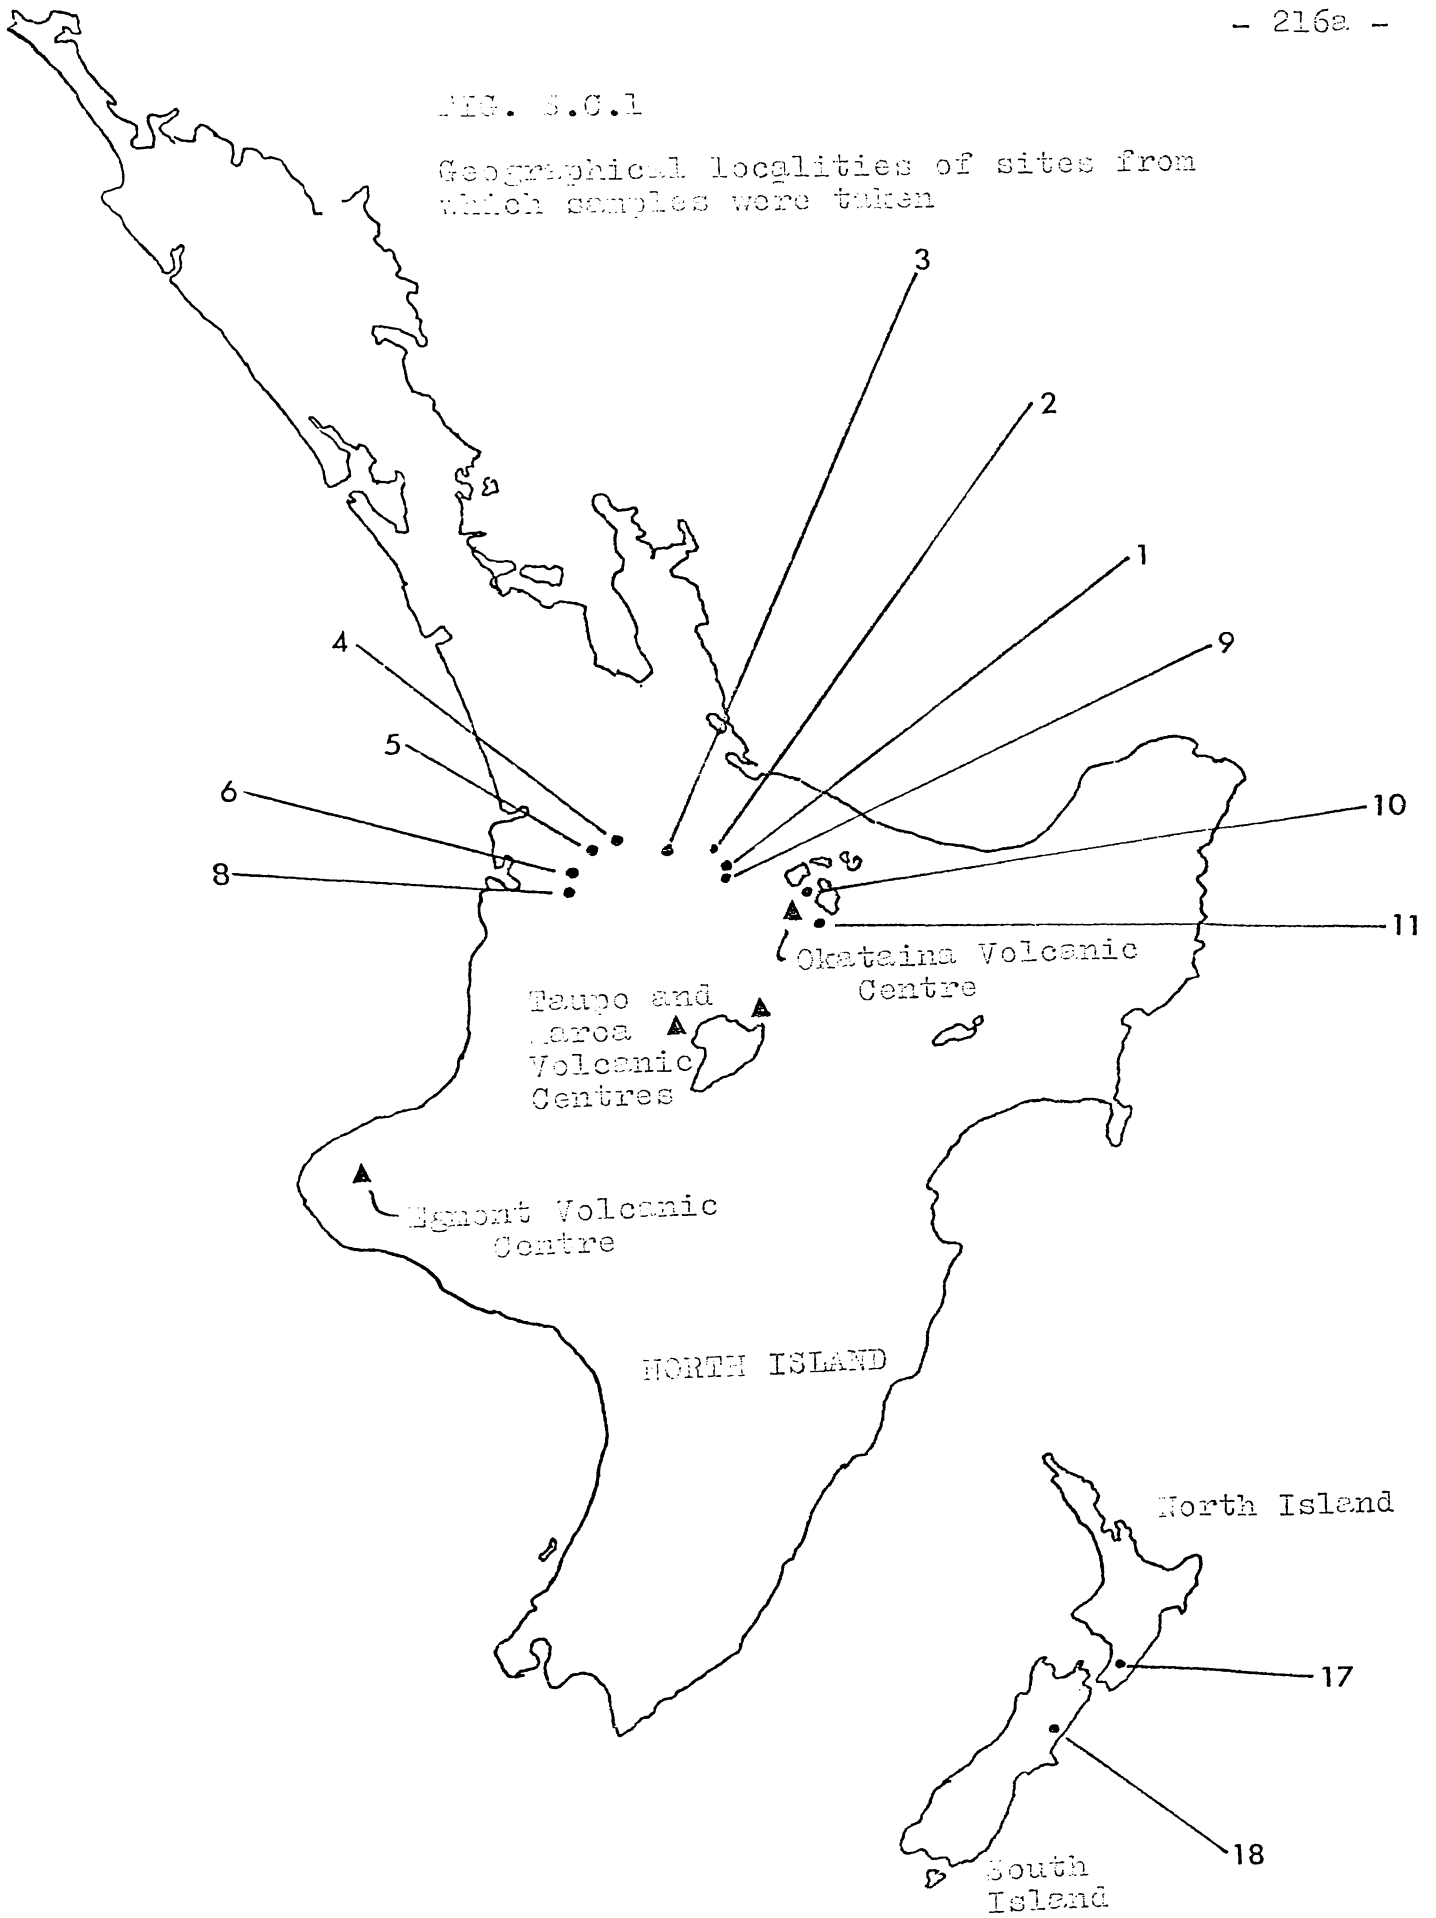 - 216a -
FIG. S.C.1
Geographical localities of sites from
which samples were taken
3
2
1
4
9
5
6
10
8
11
Okataina Volcanic
Centre
Taupo and
Volcanic
Centres
Egmont Volcanic
Centre
NORTH ISLAND
North Island
17
18
South
Island